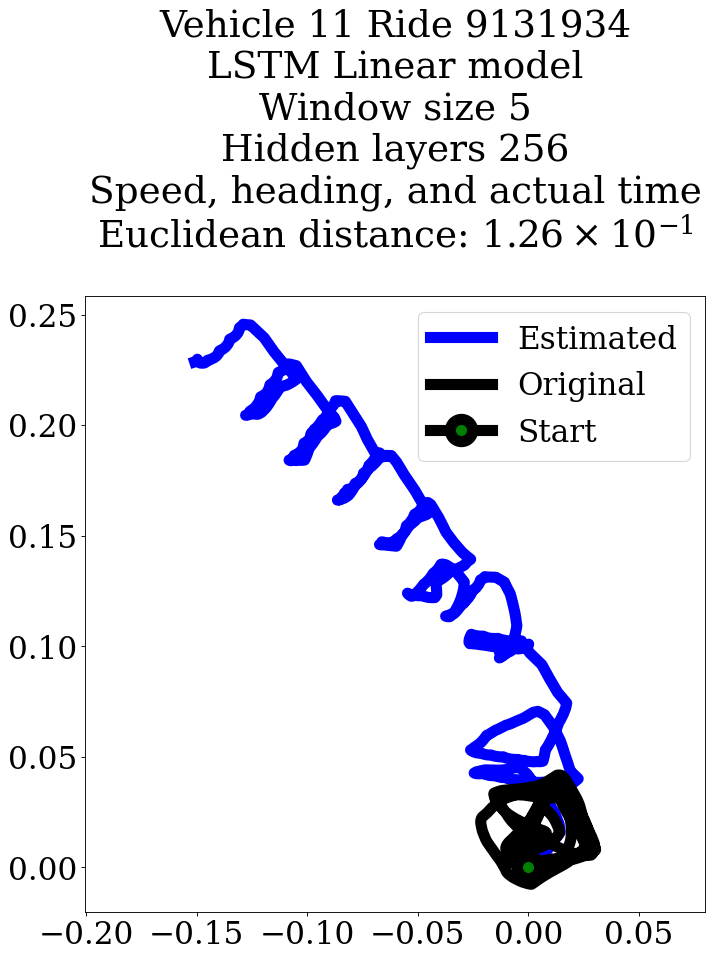 Vehicle 11 Ride 9131934
LSTM Linear model
Window size 5
Hidden layers 256
Speed, heading, and actual time
Euclidean distance: 1.26 × 10⁻¹
0.25
0.20
0.15
0.10
0.05
0.00
Estimated
Original
Start
−0.20 −0.15 −0.10 −0.05 0.00 0.05